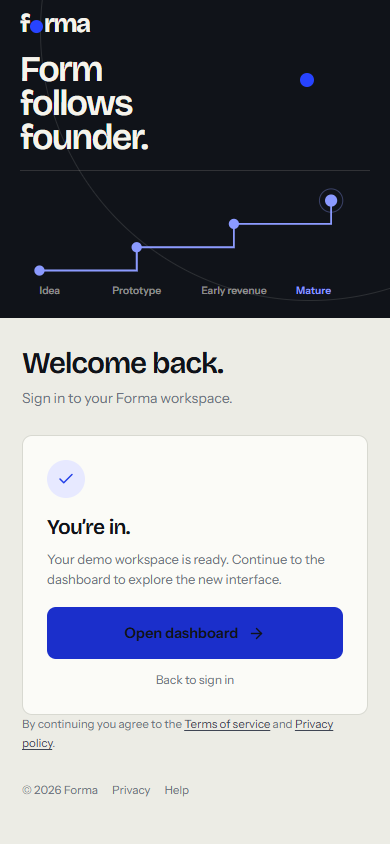 forma
Form
follows
founder.
Idea
Prototype
Early revenue
Mature
Welcome back.
Sign in to your Forma workspace.
You're in.
Your demo workspace is ready. Continue to the
dashboard to explore the new interface.
Open dashboard →
Back to sign in
By continuing you agree to the Terms of service and Privacy
policy.
© 2026 Forma Privacy Help